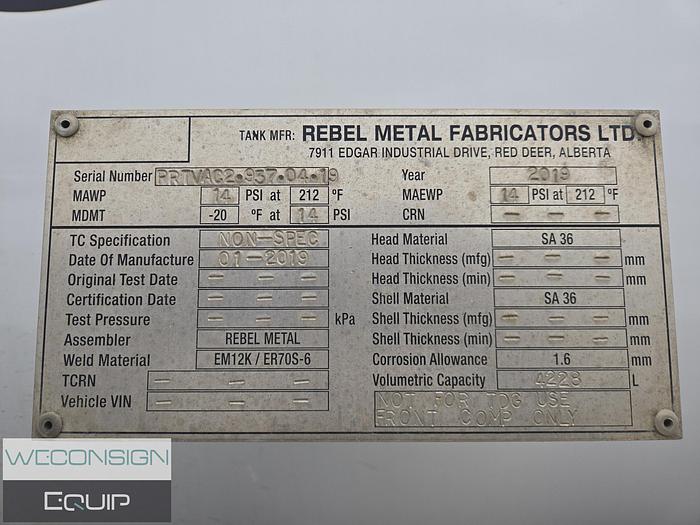 TANK MFR: REBEL METAL FABRICATORS LTD.
7911 EDGAR INDUSTRIAL DRIVE, RED DEER, ALBERTA
Serial Number PRTVAC2•937•04•19 Year 2019
MAWP 14 PSI at 212 °F MAEWP 14 PSI at 212 °F
MDMT -20 °F at 14 PSI CRN – – –
TC Specification NON-SPEC Head Material SA 36
Date Of Manufacture 01-2019 Head Thickness (mfg) – – – mm
Original Test Date – – – Head Thickness (min) – – – mm
Certification Date – – – Shell Material SA 36
Test Pressure – – – kPa Shell Thickness (mfg) – – – mm
Assembler REBEL METAL Shell Thickness (min) – – – mm
Weld Material EM12K / ER70S-6 Corrosion Allowance 1.6 mm
TCRN – – – Volumetric Capacity 4228 L
Vehicle VIN – – – NOT FOR TDG USE
FRONT COMP ONLY
WECONSIGN
EQUIP